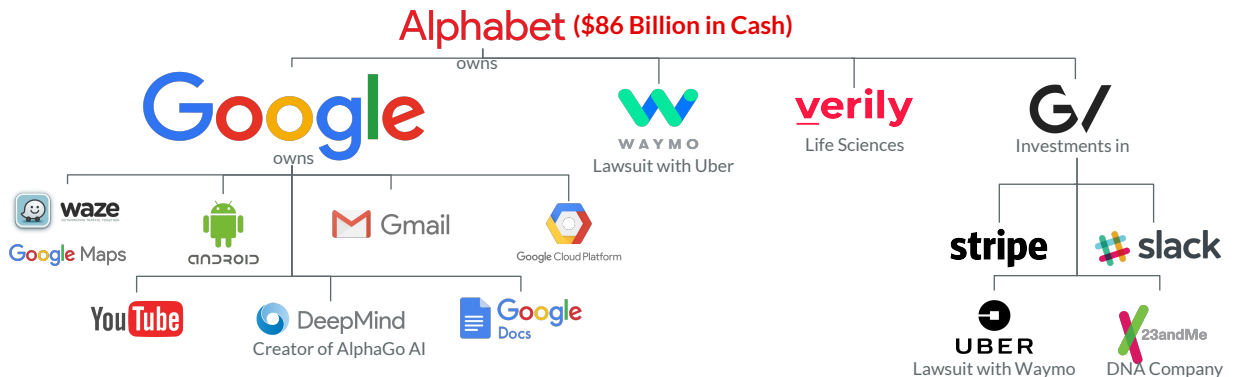 Alphabet ($86 Billion in Cash)
owns
Google
owns
WAYMO
Lawsuit with Uber
verily
Life Sciences
GV
Investments in
waze
Google Maps
ANDROID
Gmail
Google Cloud Platform
stripe
slack
YouTube
DeepMind
Creator of AlphaGo AI
Google
Docs
UBER
Lawsuit with Waymo
23andMe
DNA Company